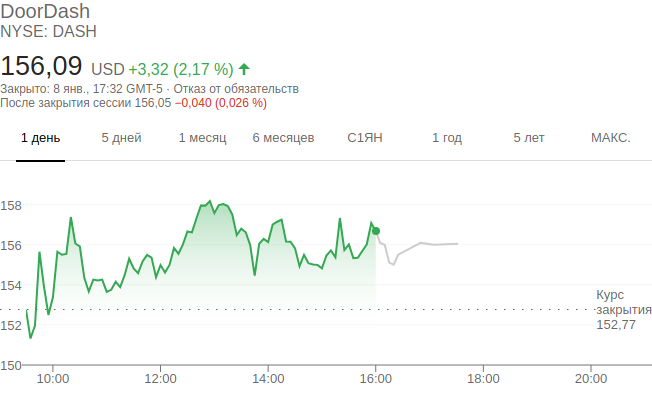 DoorDash
NYSE: DASH
156,09 USD +3,32 (2,17 %)
Закрыто: 8 янв., 17:32 GMT-5 · Отказ от обязательств
После закрытия сессии 156,05 −0,040 (0,026 %)
1 день 5 дней 1 месяц 6 месяцев С1ЯН 1 год 5 лет МАКС.
158
156
154
Курс
закрытия
152,77
152
150
10:00 12:00 14:00 16:00 18:00 20:00